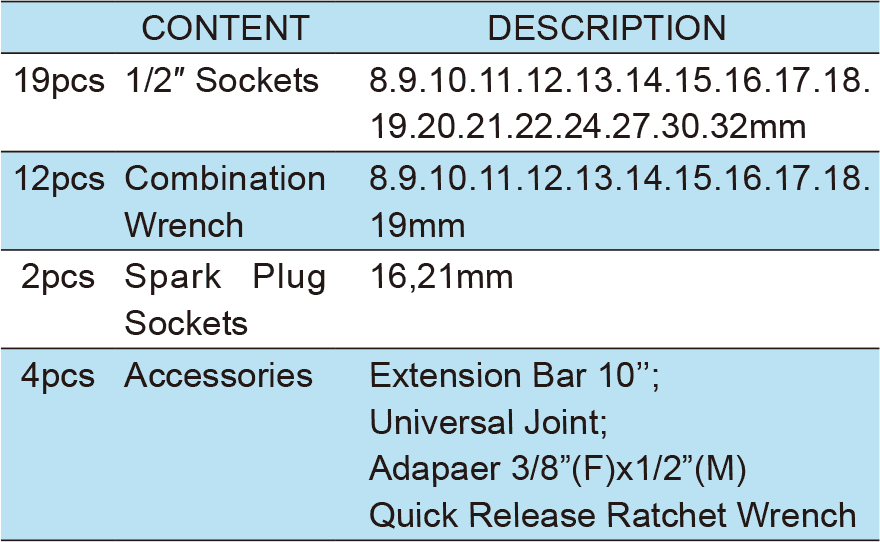 CONTENT DESCRIPTION
19pcs 1/2″ Sockets 8.9.10.11.12.13.14.15.16.17.18.
19.20.21.22.24.27.30.32mm
12pcs Combination 8.9.10.11.12.13.14.15.16.17.18.
Wrench 19mm
2pcs Spark Plug 16,21mm
Sockets
4pcs Accessories Extension Bar 10’’;
Universal Joint;
Adapaer 3/8”(F)x1/2”(M)
Quick Release Ratchet Wrench